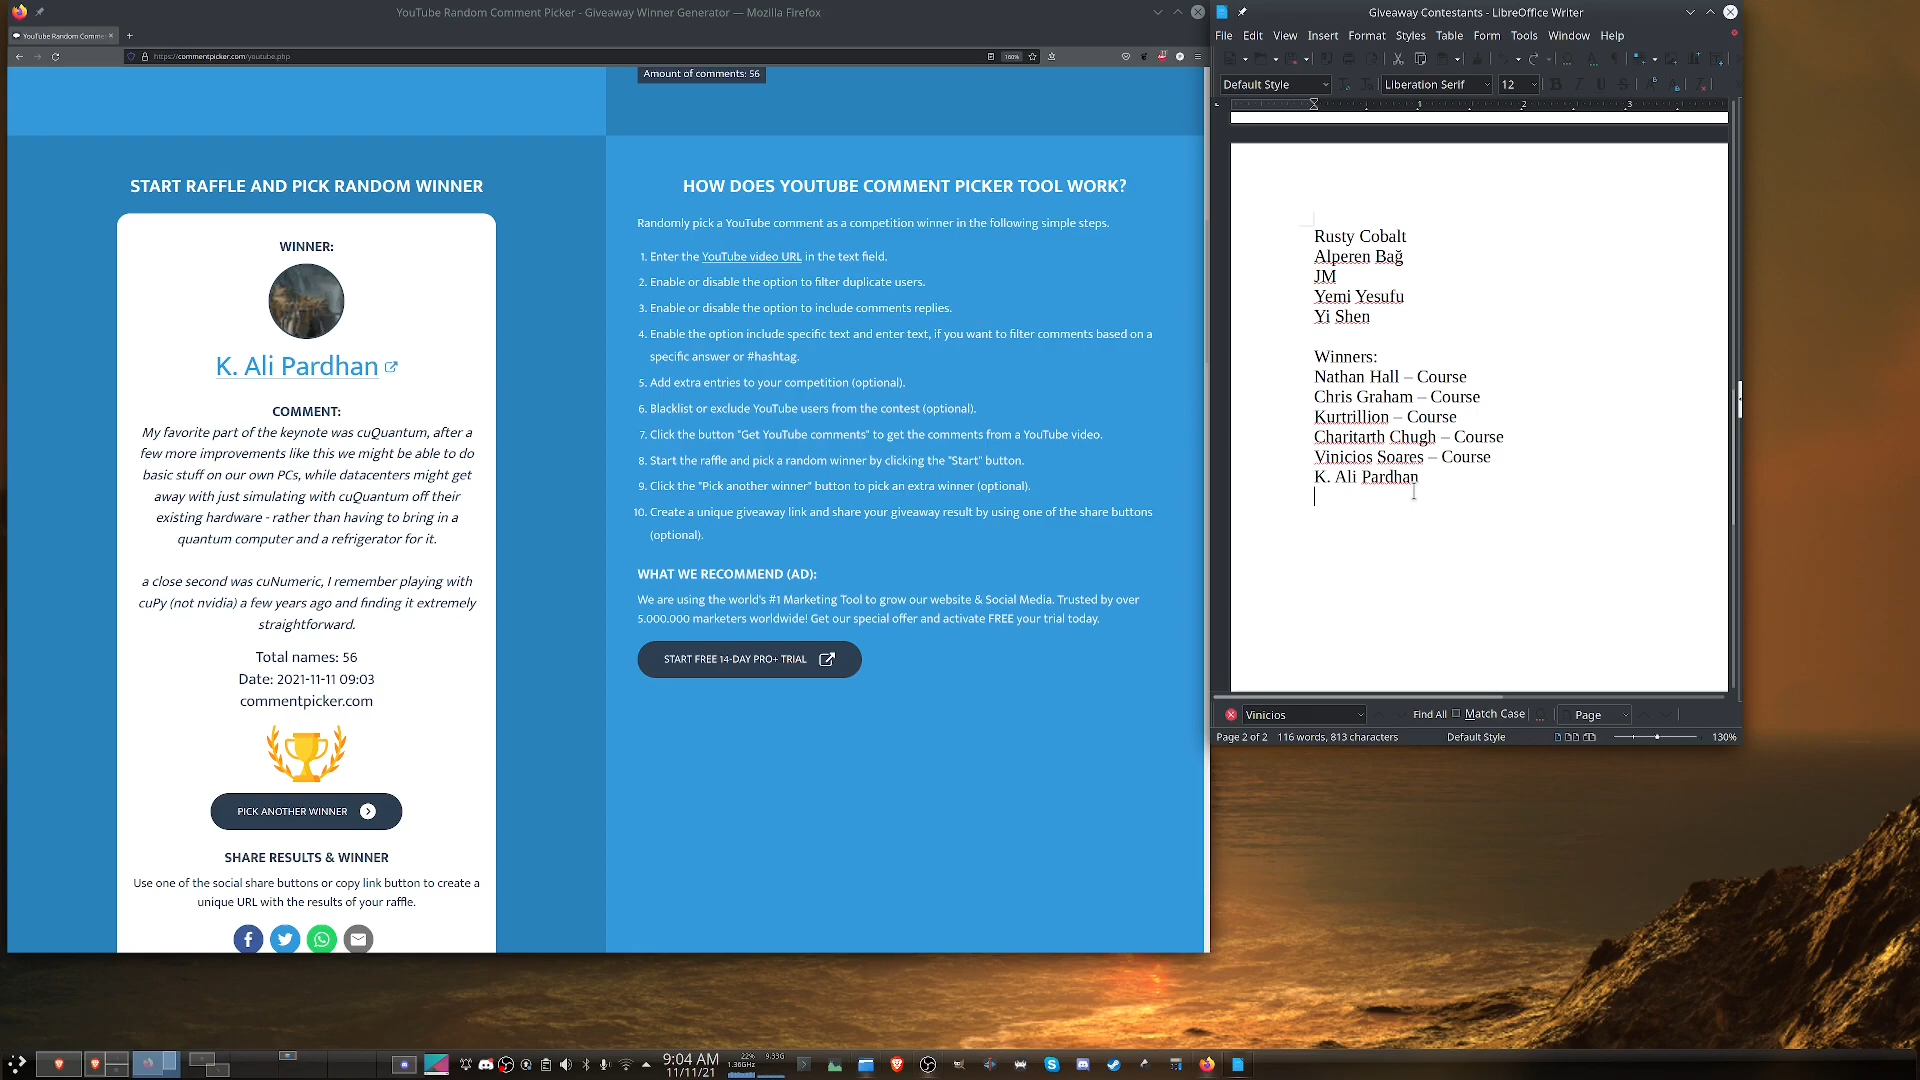 YouTube Random Comment Picker - Giveaway Winner Generator — Mozilla Firefox
YouTube Random Comme
https://commentpicker.com/youtube.php
160%
Amount of comments: 56
START RAFFLE AND PICK RANDOM WINNER
WINNER:
K. Ali Pardhan
COMMENT:
My favorite part of the keynote was cuQuantum, after a
few more improvements like this we might be able to do
basic stuff on our own PCs, while datacenters might get
away with just simulating with cuQuantum off their
existing hardware - rather than having to bring in a
quantum computer and a refrigerator for it.
a close second was cuNumeric, I remember playing with
cuPy (not nvidia) a few years ago and finding it extremely
straightforward.
Total names: 56
Date: 2021-11-11 09:03
commentpicker.com
PICK ANOTHER WINNER
SHARE RESULTS & WINNER
Use one of the social share buttons or copy link button to create a
unique URL with the results of your raffle.
HOW DOES YOUTUBE COMMENT PICKER TOOL WORK?
Randomly pick a YouTube comment as a competition winner in the following simple steps.
1. Enter the YouTube video URL in the text field.
2. Enable or disable the option to filter duplicate users.
3. Enable or disable the option to include comments replies.
4. Enable the option include specific text and enter text, if you want to filter comments based on a
specific answer or #hashtag.
5. Add extra entries to your competition (optional).
6. Blacklist or exclude YouTube users from the contest (optional).
7. Click the button "Get YouTube comments" to get the comments from a YouTube video.
8. Start the raffle and pick a random winner by clicking the "Start" button.
9. Click the "Pick another winner" button to pick an extra winner (optional).
10. Create a unique giveaway link and share your giveaway result by using one of the share buttons
(optional).
WHAT WE RECOMMEND (AD):
We are using the world's #1 Marketing Tool to grow our website & Social Media. Trusted by over
5.000.000 marketers worldwide! Get our special offer and activate FREE your trial today.
START FREE 14-DAY PRO+ TRIAL
Giveaway Contestants - LibreOffice Writer
File Edit View Insert Format Styles Table Form Tools Window Help
Default Style Liberation Serif 12
1 2 3
Rusty Cobalt
Alperen Bağ
JM
Yemi Yesufu
Yi Shen
Winners:
Nathan Hall – Course
Chris Graham – Course
Kurtrillion – Course
Charitarth Chugh – Course
Vinicios Soares – Course
K. Ali Pardhan
Vinicios Find All Match Case Page
Page 2 of 2 116 words, 813 characters Default Style 130%
9:04 AM
11/11/21
22%
1.36GHz
9.33G